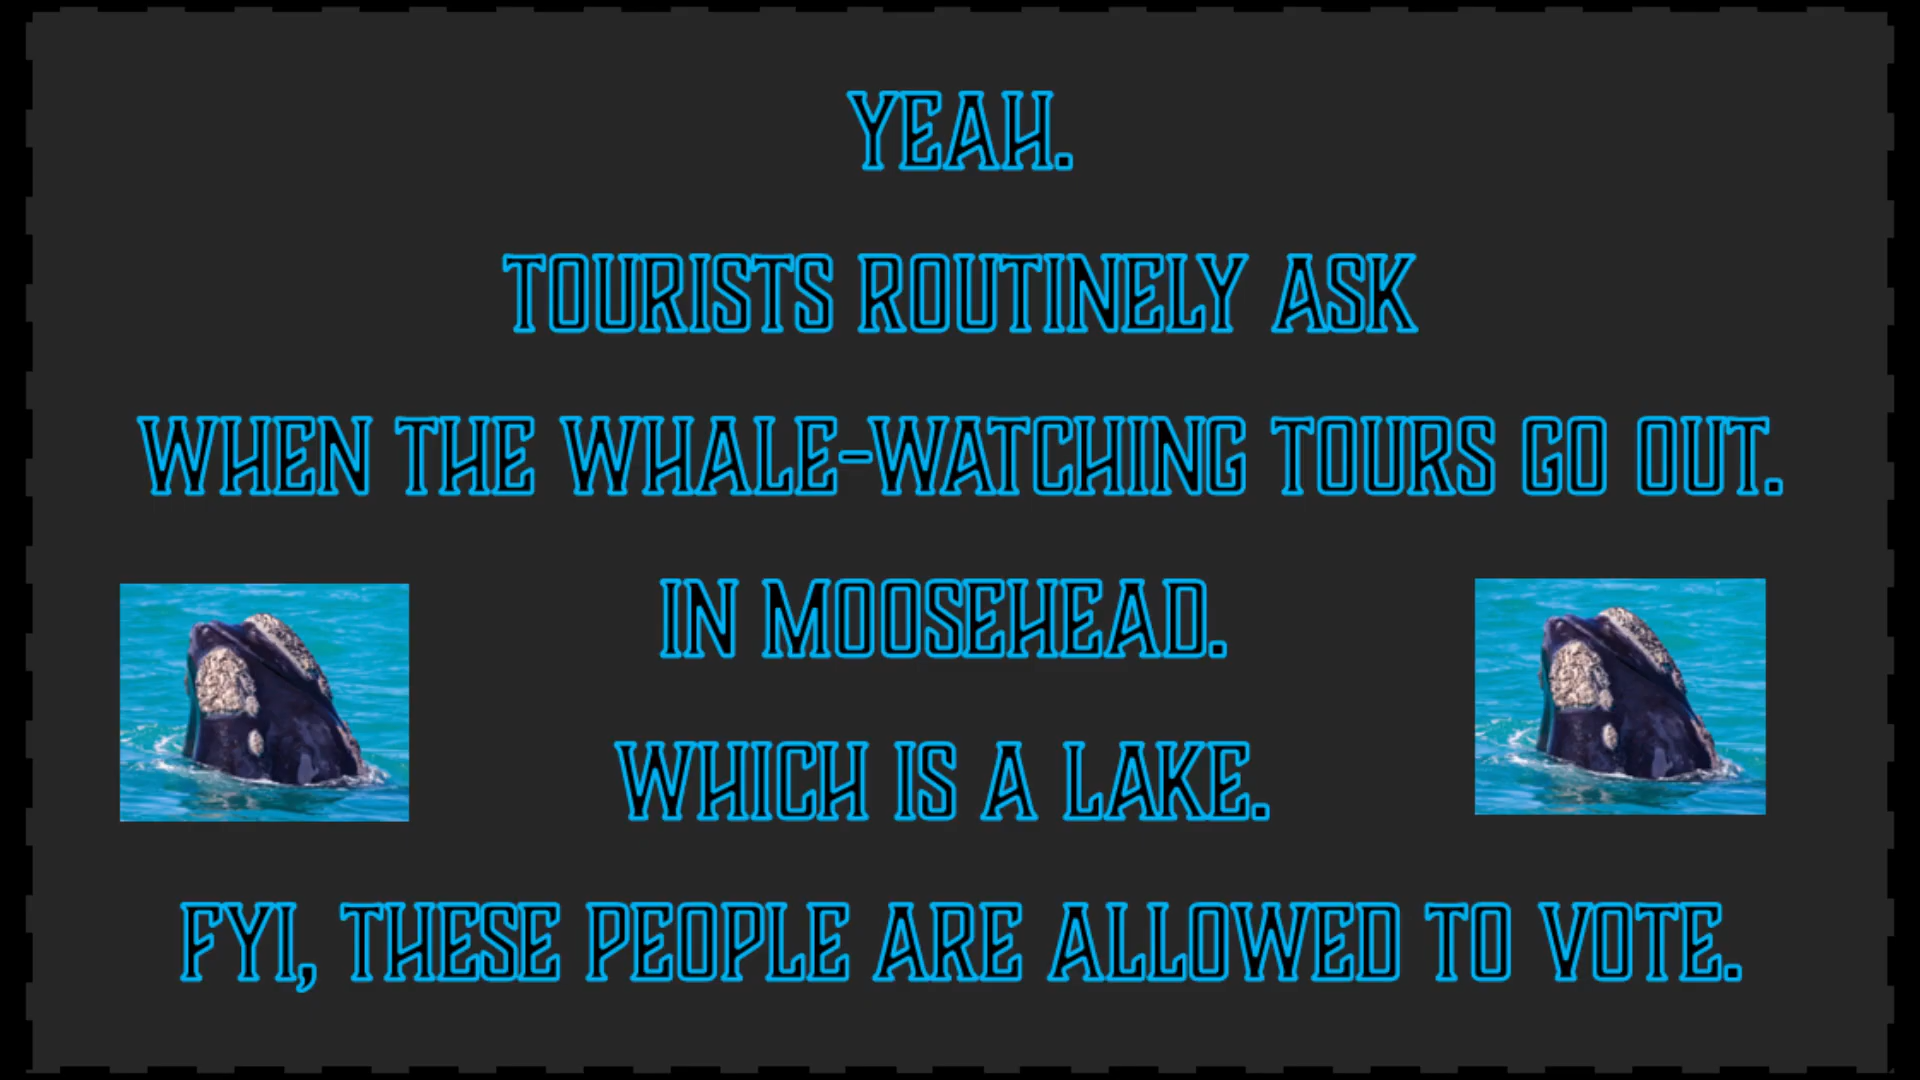 YEAH.
TOURISTS ROUTINELY ASK
WHEN THE WHALE-WATCHING TOURS GO OUT.
IN MOOSEHEAD.
WHICH IS A LAKE.
FYI, THESE PEOPLE ARE ALLOWED TO VOTE.